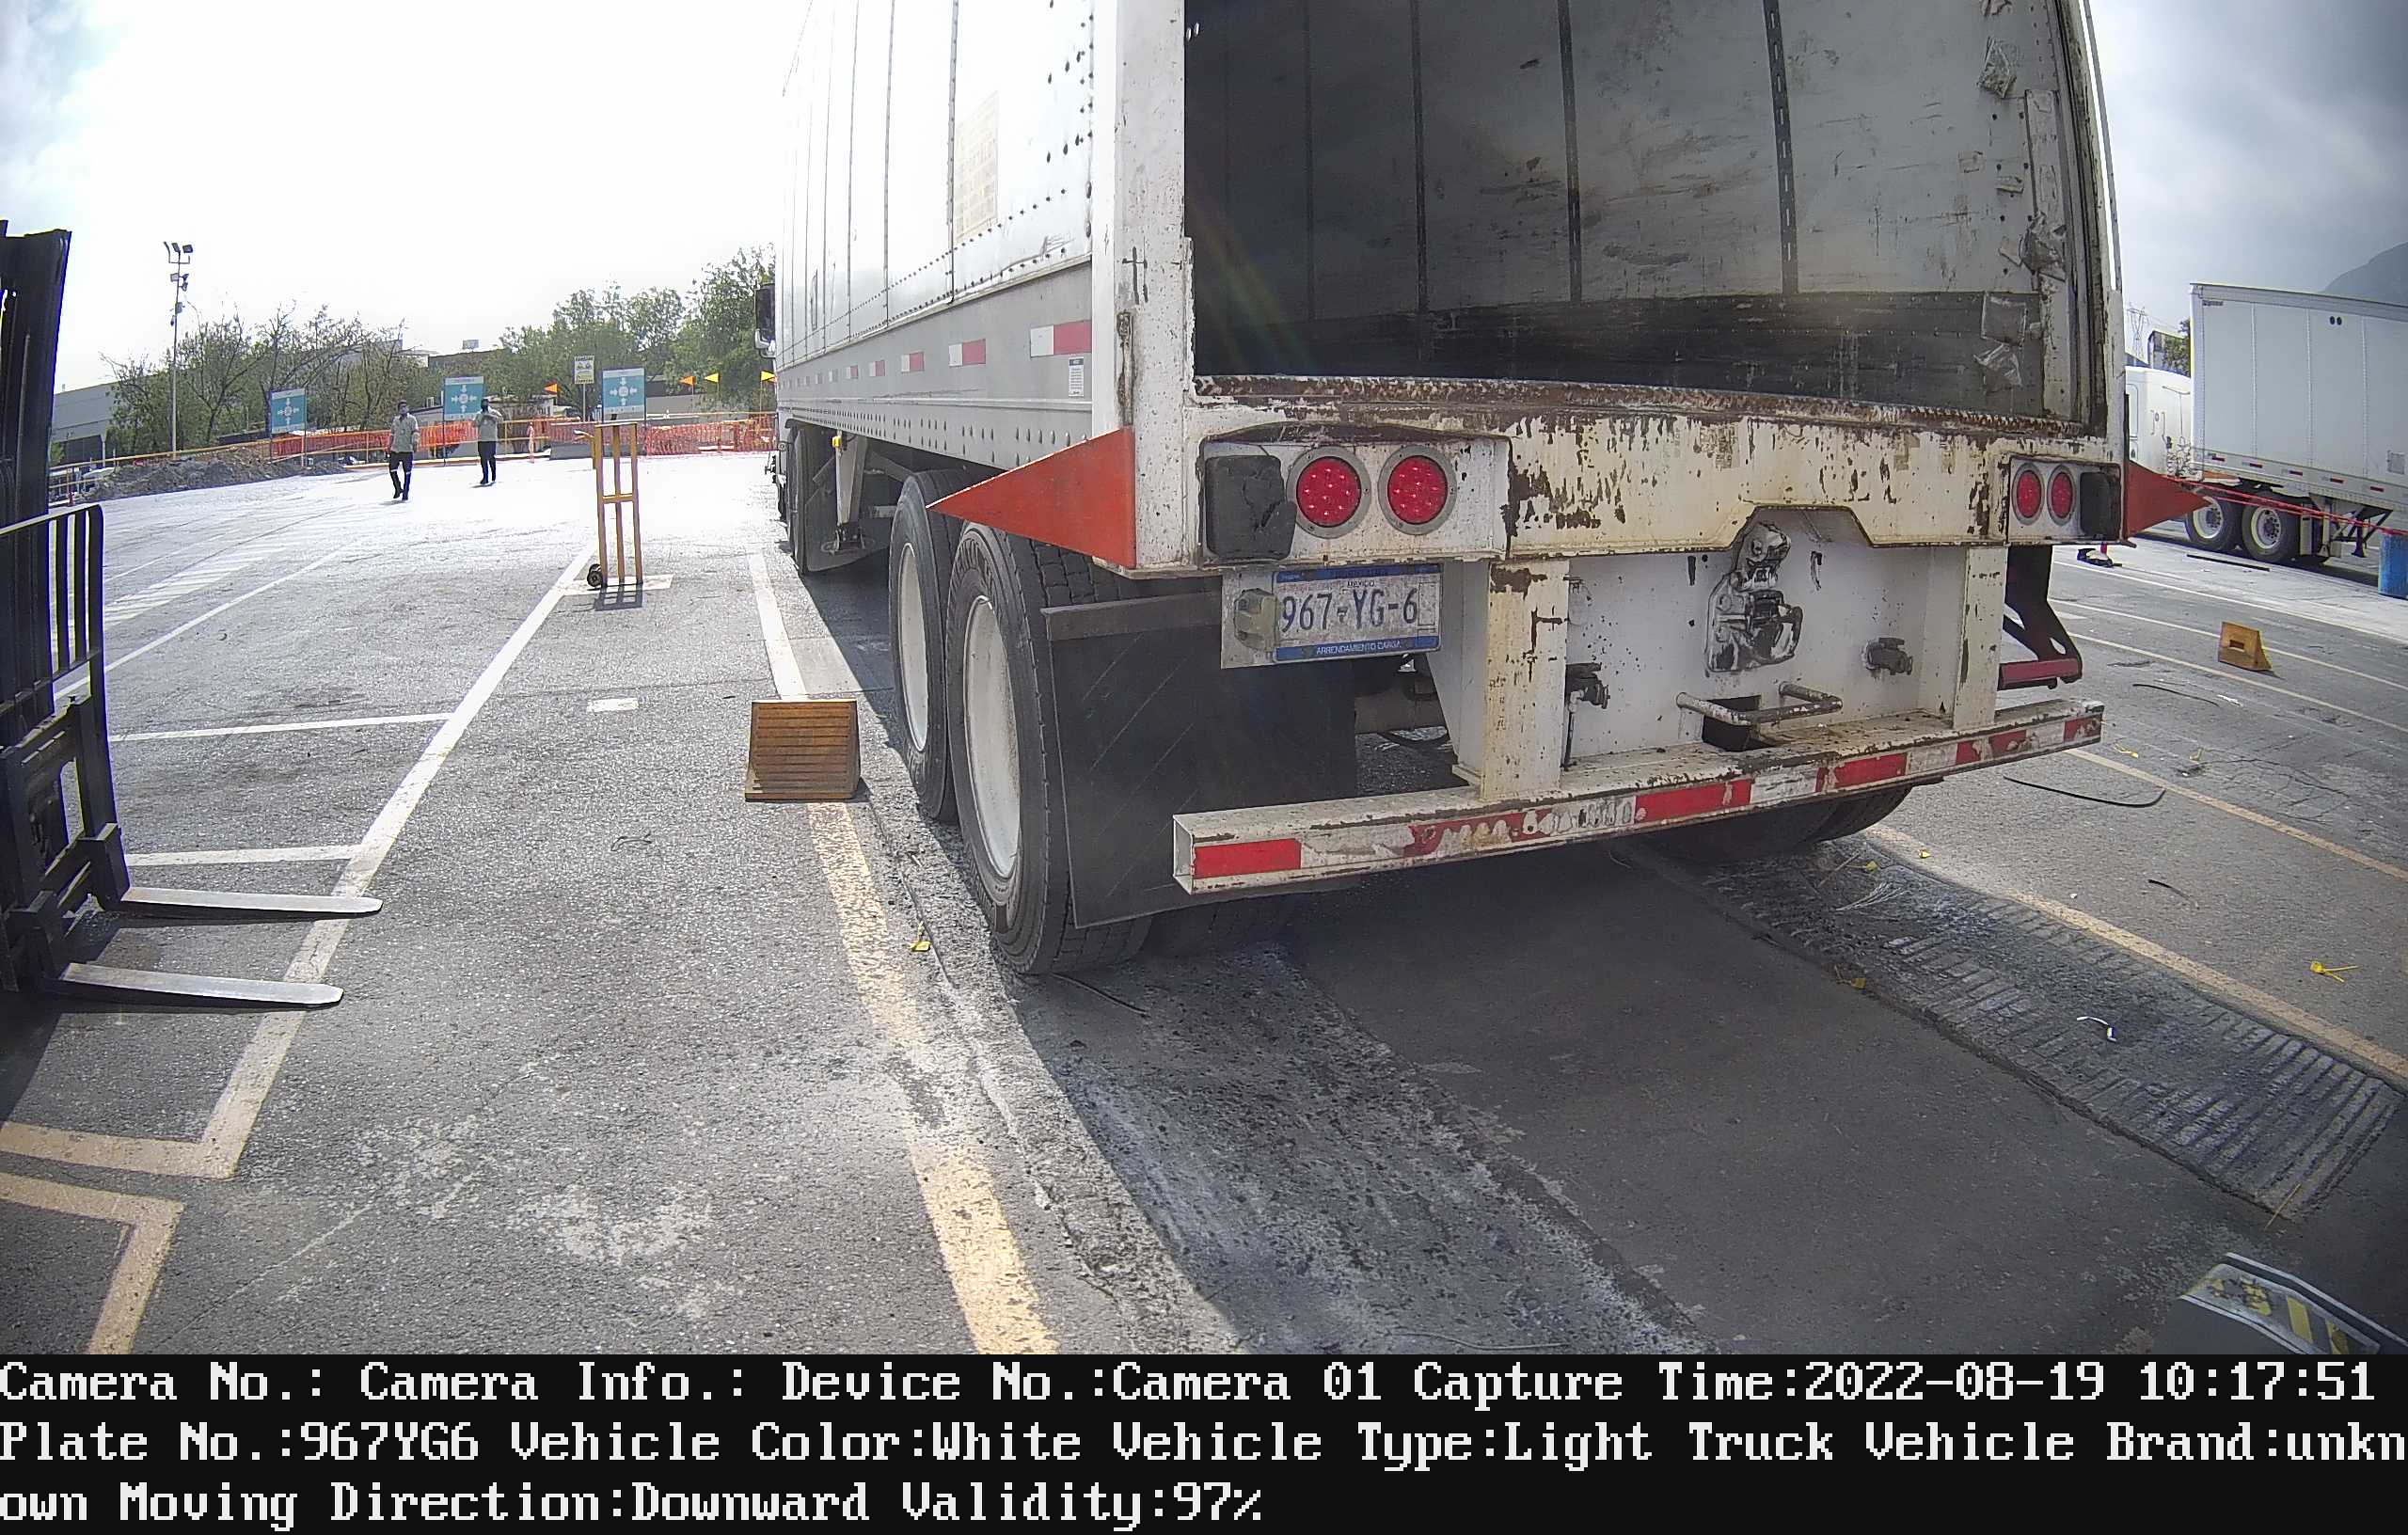 MEXICO
967-YG-6
ARRENDAMIENTO CARGA
Camera No.: Camera Info.: Device No.:Camera 01 Capture Time:2022-08-19 10:17:51
Plate No.:967YG6 Vehicle Color:White Vehicle Type:Light Truck Vehicle Brand:unkn
own Moving Direction:Downward Validity:97%